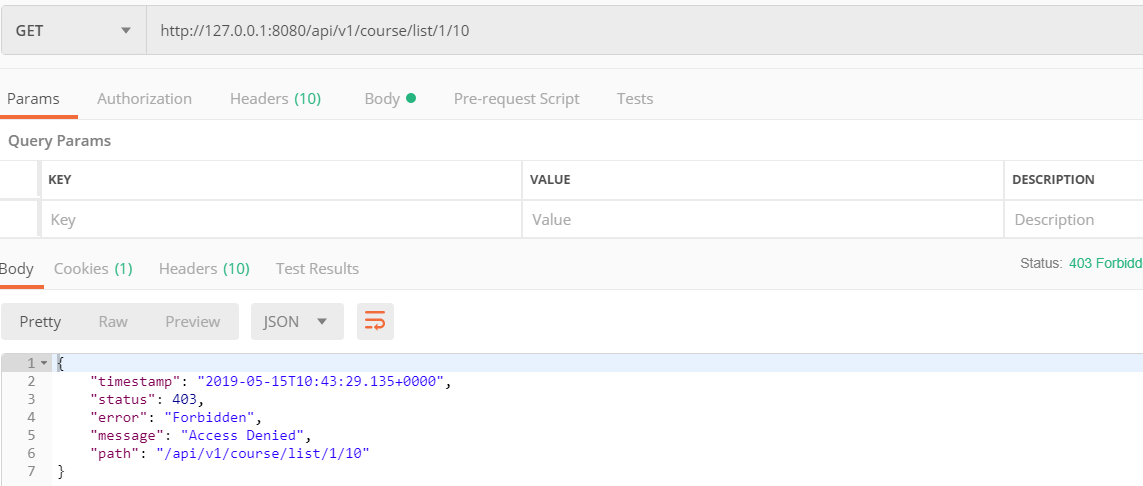 GET http://127.0.0.1:8080/api/v1/course/list/1/10
Params Authorization Headers (10) Body Pre-request Script Tests
Query Params
KEY VALUE DESCRIPTION
Key Value Description
Body Cookies (1) Headers (10) Test Results Status: 403 Forbidd
Pretty Raw Preview JSON
1 {
2 "timestamp": "2019-05-15T10:43:29.135+0000",
3 "status": 403,
4 "error": "Forbidden",
5 "message": "Access Denied",
6 "path": "/api/v1/course/list/1/10"
7 }